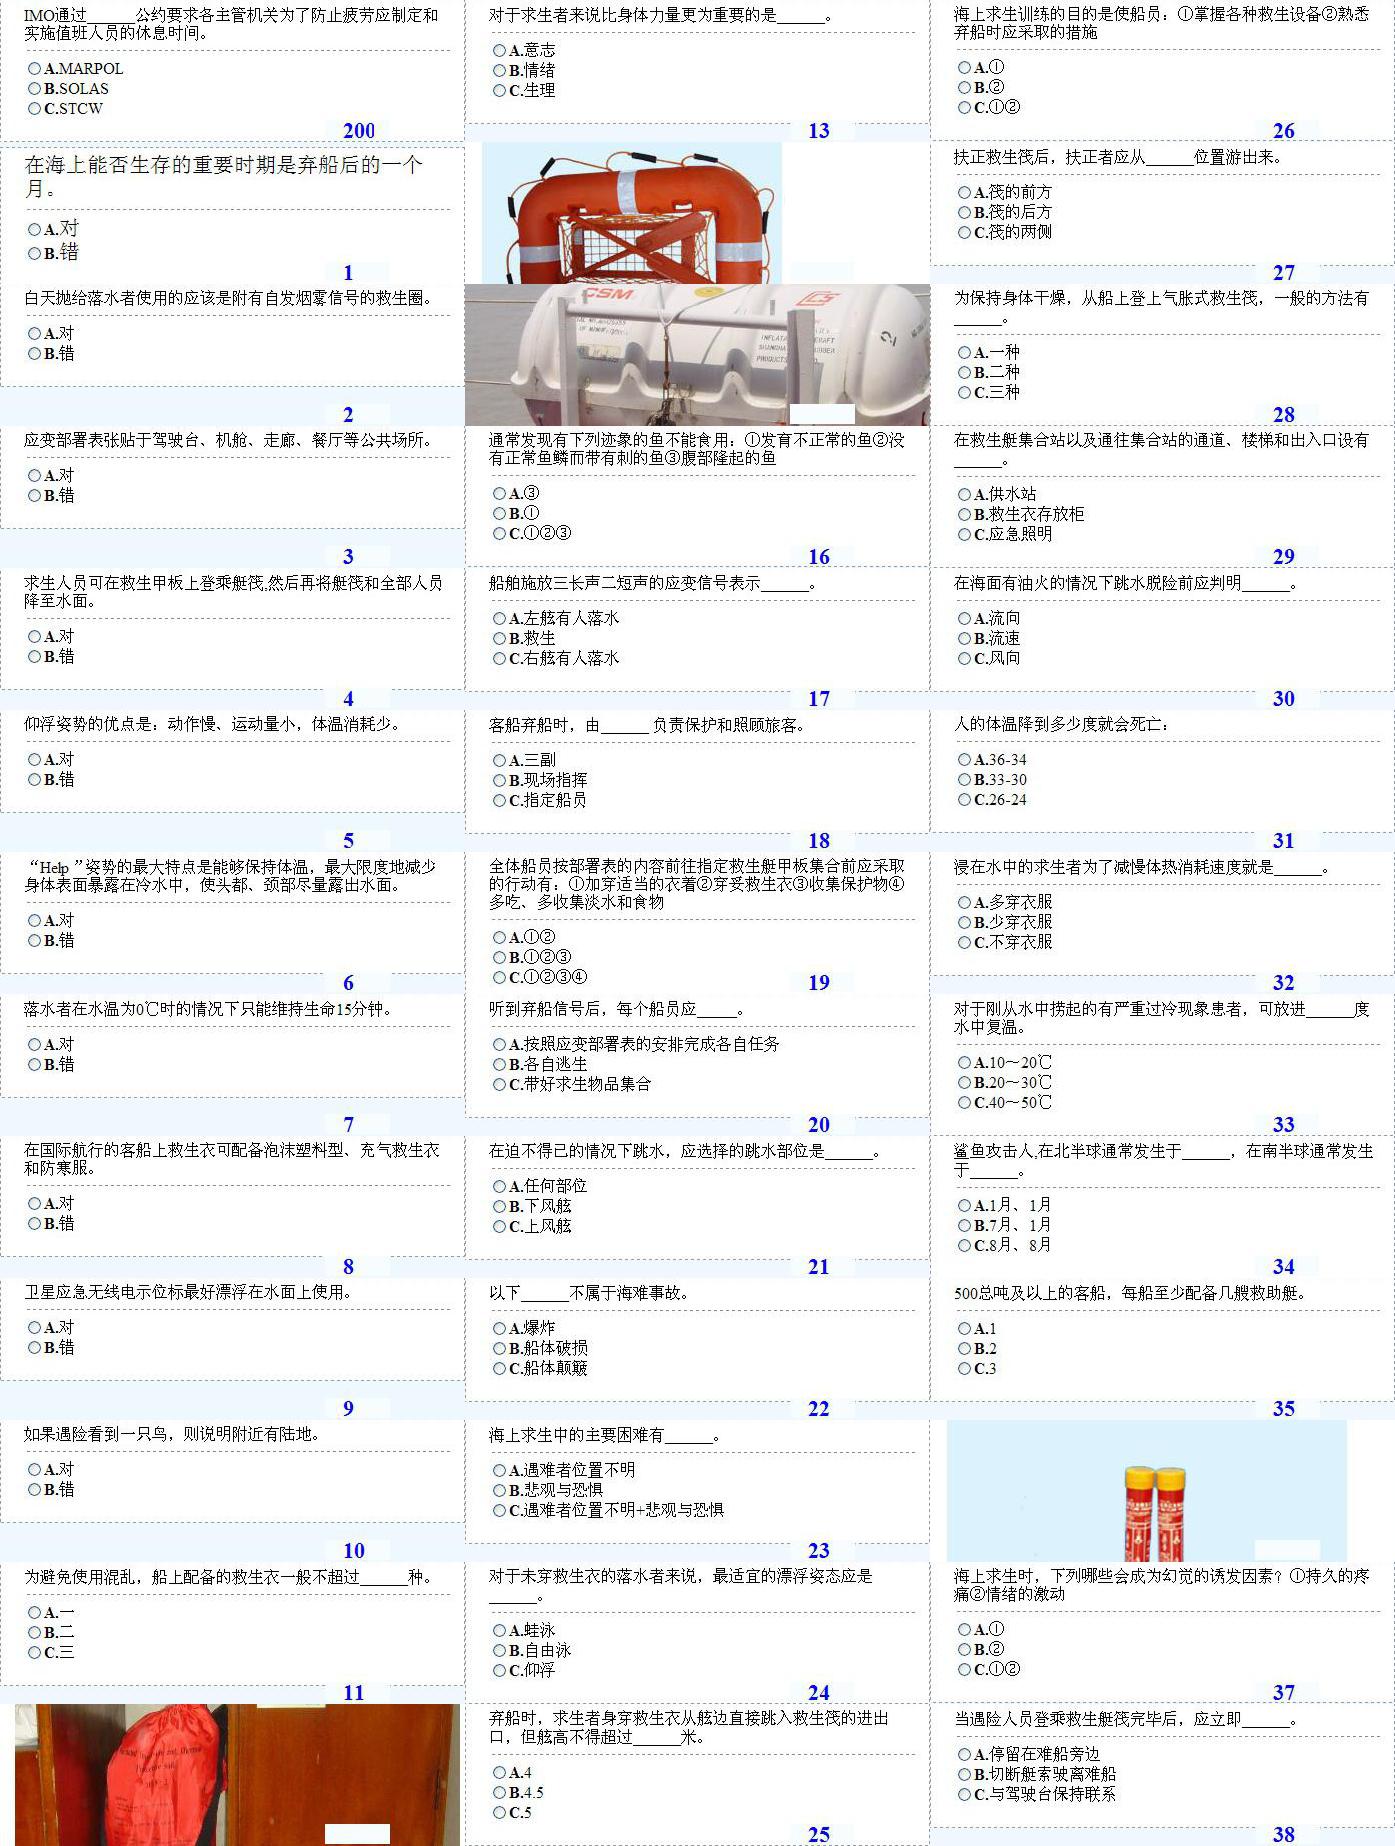 IMO通过______公约要求各主管机关为了防止疲劳应制定和
实施值班人员的休息时间。
A.MARPOL
B.SOLAS
C.STCW
200
在海上能否生存的重要时期是弃船后的一个
月。
A.对
B.错
1
白天抛给落水者使用的应该是附有自发烟雾信号的救生圈。
A.对
B.错
2
应变部署表张贴于驾驶台、机舱、走廊、餐厅等公共场所。
A.对
B.错
3
求生人员可在救生甲板上登乘艇筏,然后再将艇筏和全部人员
降至水面。
A.对
B.错
4
仰浮姿势的优点是：动作慢、运动量小，体温消耗少。
A.对
B.错
5
“Help”姿势的最大特点是能够保持体温，最大限度地减少
身体表面暴露在冷水中，使头部、颈部尽量露出水面。
A.对
B.错
6
落水者在水温为0℃时的情况下只能维持生命15分钟。
A.对
B.错
7
在国际航行的客船上救生衣可配备泡沫塑料型、充气救生衣
和防寒服。
A.对
B.错
8
卫星应急无线电示位标最好漂浮在水面上使用。
A.对
B.错
9
如果遇险看到一只鸟，则说明附近有陆地。
A.对
B.错
10
为避免使用混乱，船上配备的救生衣一般不超过______种。
A.一
B.二
C.三
11
对于求生者来说比身体力量更为重要的是______。
A.意志
B.情绪
C.生理
13
CSM
通常发现有下列迹象的鱼不能食用：①发育不正常的鱼②没
有正常鱼鳞而带有刺的鱼③腹部隆起的鱼
A.③
B.①
C.①②③
16
船舶施放三长声二短声的应变信号表示______。
A.左舷有人落水
B.救生
C.右舷有人落水
17
客船弃船时，由______ 负责保护和照顾旅客。
A.三副
B.现场指挥
C.指定船员
18
全体船员按部署表的内容前往指定救生艇甲板集合前应采取
的行动有：①加穿适当的衣着②穿妥救生衣③收集保护物④
多吃、多收集淡水和食物
A.①②
B.①②③
C.①②③④
19
听到弃船信号后，每个船员应_____。
A.按照应变部署表的安排完成各自任务
B.各自逃生
C.带好求生物品集合
20
在迫不得已的情况下跳水，应选择的跳水部位是______。
A.任何部位
B.下风舷
C.上风舷
21
以下______不属于海难事故。
A.爆炸
B.船体破损
C.船体颠簸
22
海上求生中的主要困难有______。
A.遇难者位置不明
B.悲观与恐惧
C.遇难者位置不明+悲观与恐惧
23
对于未穿救生衣的落水者来说，最适宜的漂浮姿态应是
______。
A.蛙泳
B.自由泳
C.仰浮
24
弃船时，求生者身穿救生衣从舷边直接跳入救生筏的进出
口，但舷高不得超过______米。
A.4
B.4.5
C.5
25
海上求生训练的目的是使船员：①掌握各种救生设备②熟悉
弃船时应采取的措施
A.①
B.②
C.①②
26
扶正救生筏后，扶正者应从______位置游出来。
A.筏的前方
B.筏的后方
C.筏的两侧
27
为保持身体干燥，从船上登上气胀式救生筏，一般的方法有
______。
A.一种
B.二种
C.三种
28
在救生艇集合站以及通往集合站的通道、楼梯和出入口设有
______。
A.供水站
B.救生衣存放柜
C.应急照明
29
在海面有油火的情况下跳水脱险前应判明______。
A.流向
B.流速
C.风向
30
人的体温降到多少度就会死亡：
A.36-34
B.33-30
C.26-24
31
浸在水中的求生者为了减慢体热消耗速度就是______。
A.多穿衣服
B.少穿衣服
C.不穿衣服
32
对于刚从水中捞起的有严重过冷现象患者，可放进______度
水中复温。
A.10～20℃
B.20～30℃
C.40～50℃
33
鲨鱼攻击人,在北半球通常发生于______，在南半球通常发生
于______。
A.1月、1月
B.7月、1月
C.8月、8月
34
500总吨及以上的客船，每船至少配备几艘救助艇。
A.1
B.2
C.3
35
海上求生时，下列哪些会成为幻觉的诱发因素？①持久的疼
痛②情绪的激动
A.①
B.②
C.①②
37
当遇险人员登乘救生艇筏完毕后，应立即______。
A.停留在难船旁边
B.切断艇索驶离难船
C.与驾驶台保持联系
38